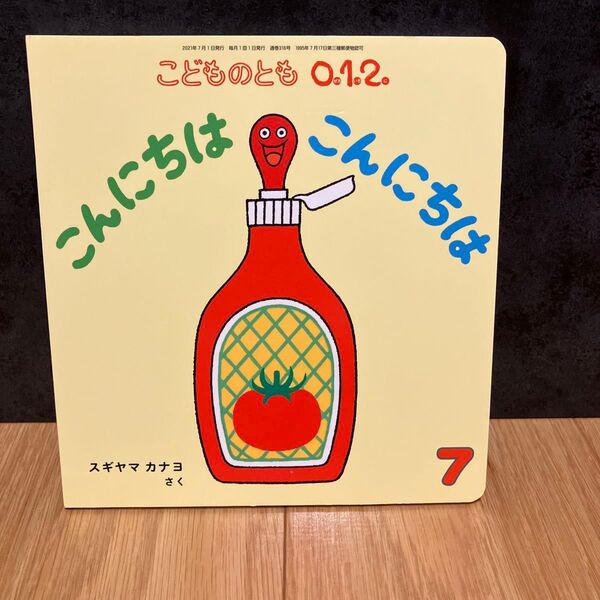 2021年7月1日発行 毎月1回1日発行 通巻316号 1995年7月17日第三種郵便物認可
こどものとも 0.1.2.
こんにちは
こんにちは
スギヤマ カナヨ
さく
7